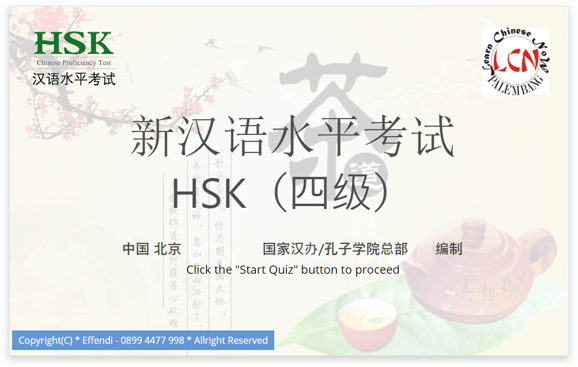 HSK
Chinese Proficiency Test
汉语水平考试
Learn Chinese Now
LCN
PALEMBANG
茶
道
新汉语水平考试
HSK（四级）
中国 北京 国家汉办/孔子学院总部 编制
Click the "Start Quiz" button to proceed
Copyright(C) * Effendi - 0899 4477 998 * Allright Reserved